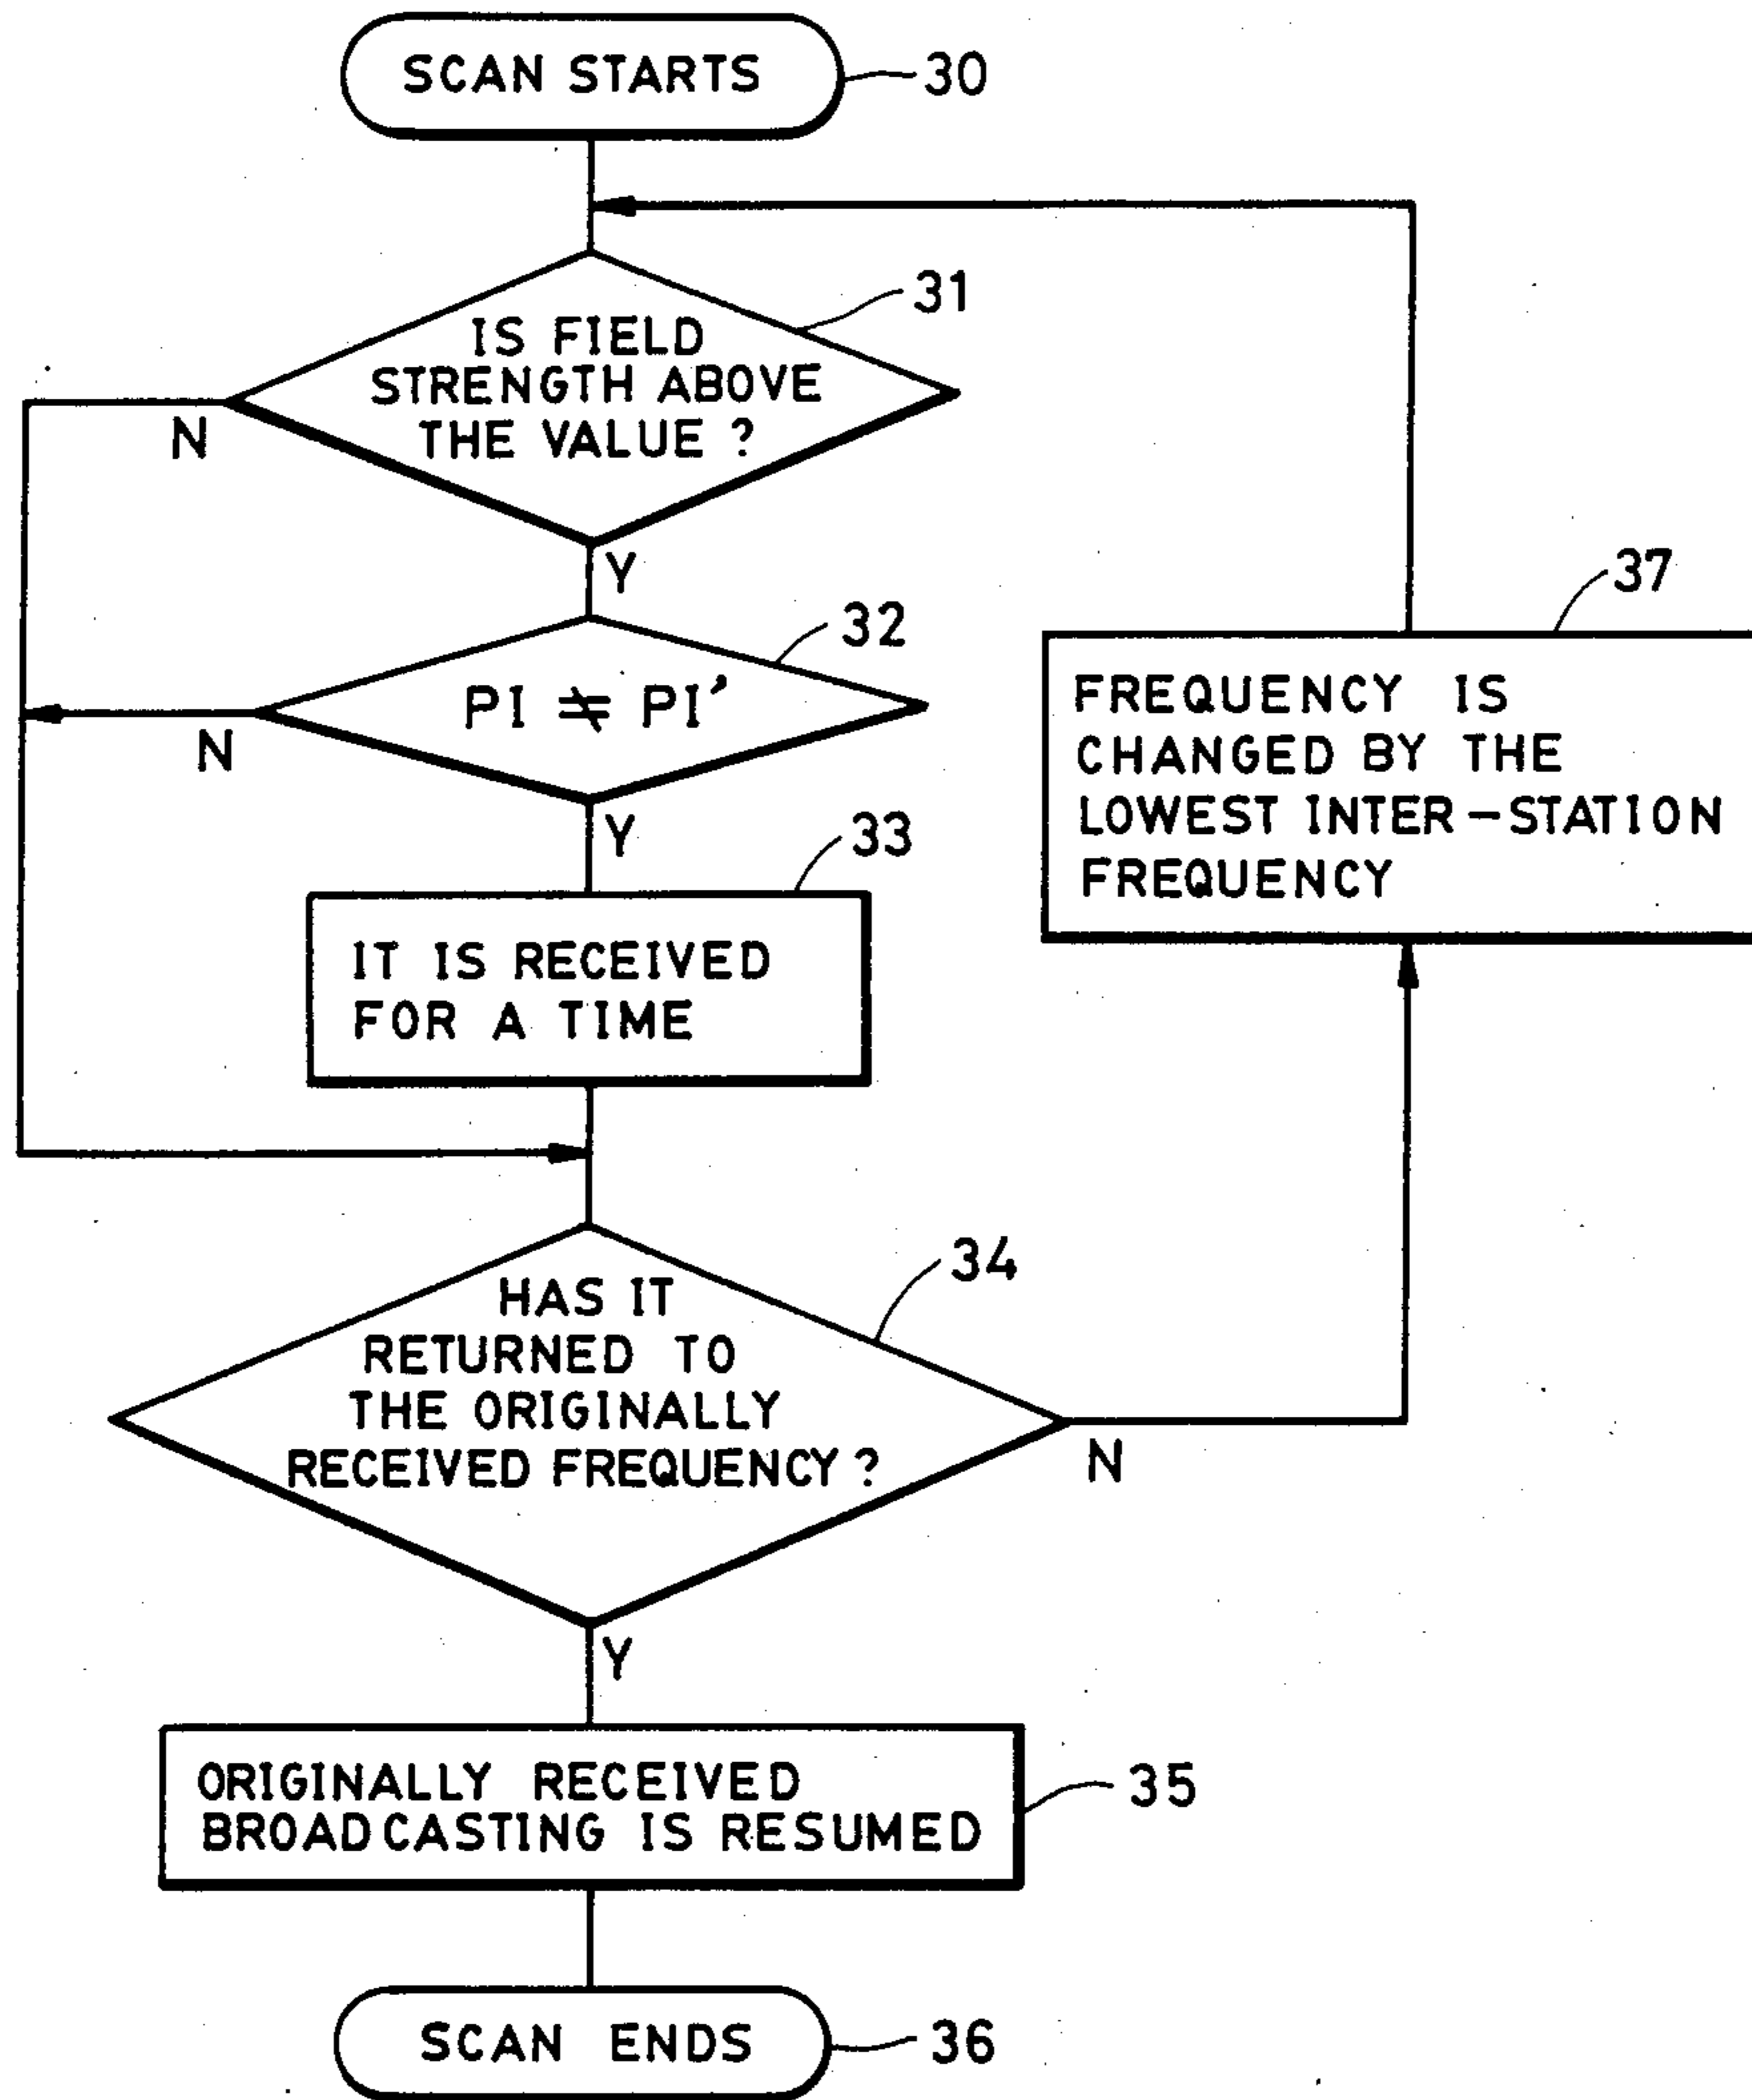 SCAN STARTS
30
31
IS FIELD
STRENGTH ABOVE
THE VALUE ?
N
Y
32
PI ≒̸ PI'
N
Y
33
IT IS RECEIVED
FOR A TIME
34
HAS IT
RETURNED TO
THE ORIGINALLY
RECEIVED FREQUENCY ?
N
Y
37
FREQUENCY IS
CHANGED BY THE
LOWEST INTER-STATION
FREQUENCY
ORIGINALLY RECEIVED
BROADCASTING IS RESUMED
35
SCAN ENDS
36